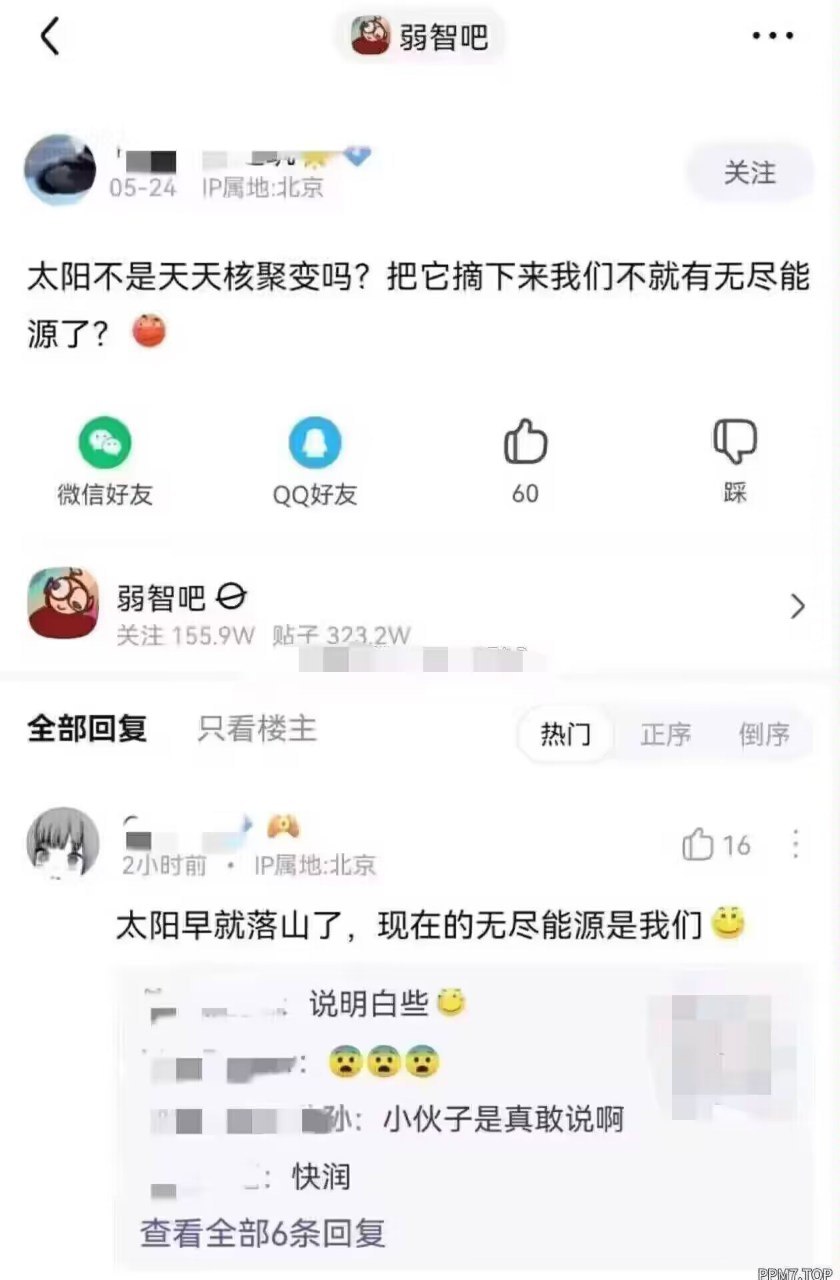 弱智吧
05-24 IP属地:北京
关注
太阳不是天天核聚变吗？把它摘下来我们不就有无尽能
源了？
微信好友
QQ好友
60
踩
弱智吧
关注 155.9W 贴子 323.2W
全部回复
只看楼主
热门
正序
倒序
2小时前 · IP属地:北京
16
太阳早就落山了，现在的无尽能源是我们
说明白些
:
孙：小伙子是真敢说啊
：快润
查看全部6条回复
PPM7.TOP